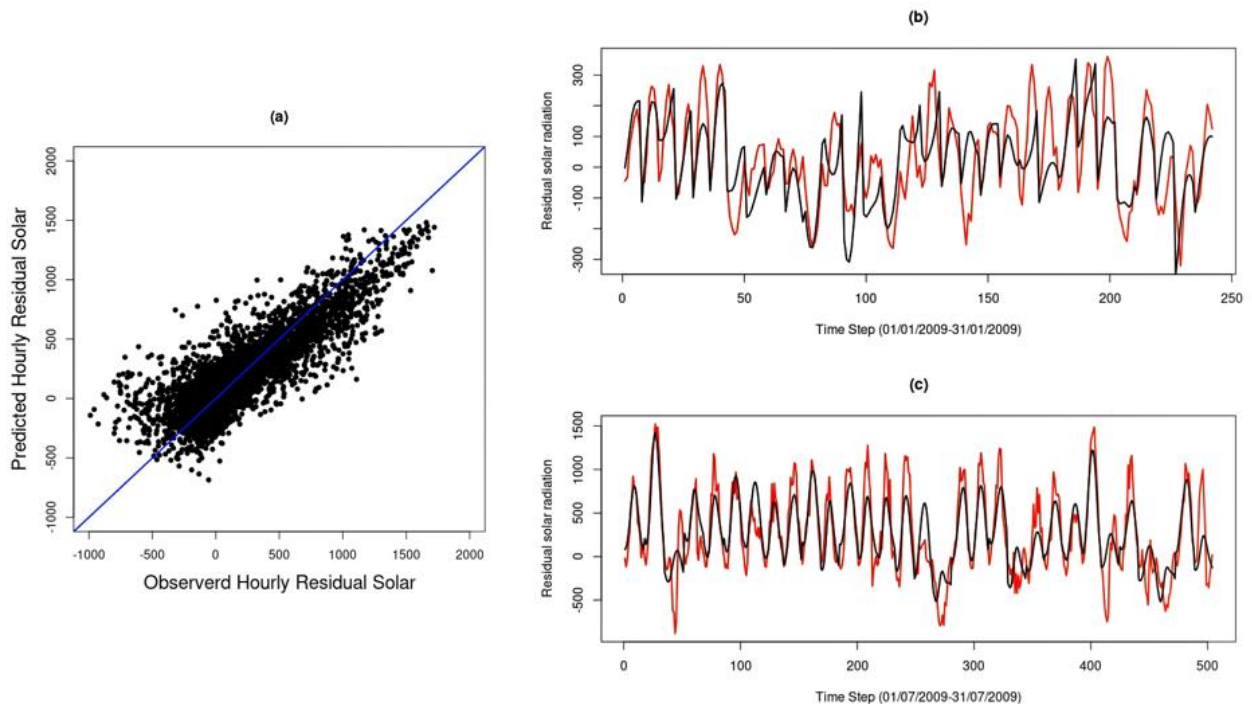 (a)
2000
1500
1000
500
0
-500
-1000
Predicted Hourly Residual Solar
-1000 -500 0 500 1000 1500 2000
Observerd Hourly Residual Solar
(b)
300
100
0
-100
-300
Residual solar radiation
0 50 100 150 200 250
Time Step (01/01/2009-31/01/2009)
(c)
1500
1000
500
0
-500
Residual solar radiation
0 100 200 300 400 500
Time Step (01/07/2009-31/07/2009)